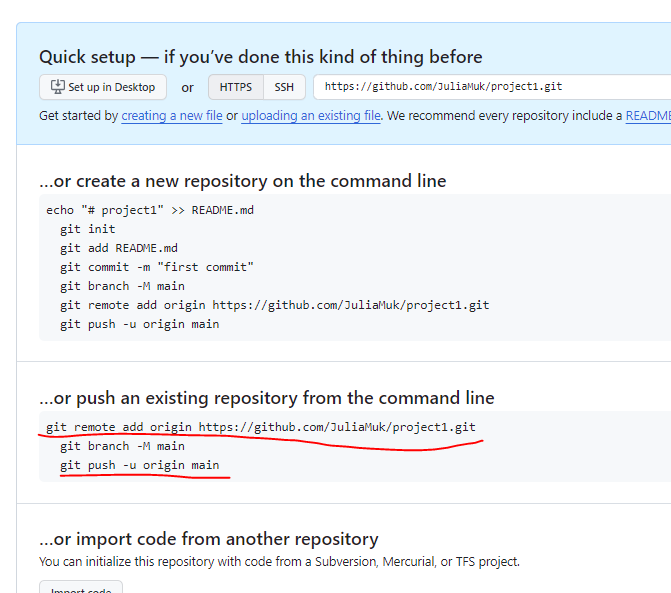 Quick setup — if you’ve done this kind of thing before
Set up in Desktop or HTTPS SSH https://github.com/JuliaMuk/project1.git
Get started by creating a new file or uploading an existing file. We recommend every repository include a README
…or create a new repository on the command line
echo "# project1" >> README.md
git init
git add README.md
git commit -m "first commit"
git branch -M main
git remote add origin https://github.com/JuliaMuk/project1.git
git push -u origin main
…or push an existing repository from the command line
git remote add origin https://github.com/JuliaMuk/project1.git
git branch -M main
git push -u origin main
…or import code from another repository
You can initialize this repository with code from a Subversion, Mercurial, or TFS project.
Import code